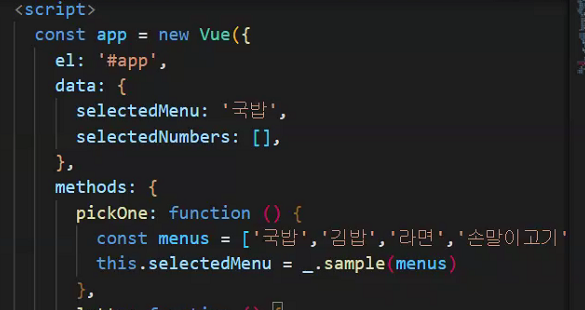 <script>
const app = new Vue({
el: '#app',
data: {
selectedMenu: '국밥',
selectedNumbers: [],
},
methods: {
pickOne: function () {
const menus = ['국밥','김밥','라면','손말이고기'
this.selectedMenu = _.sample(menus)
},